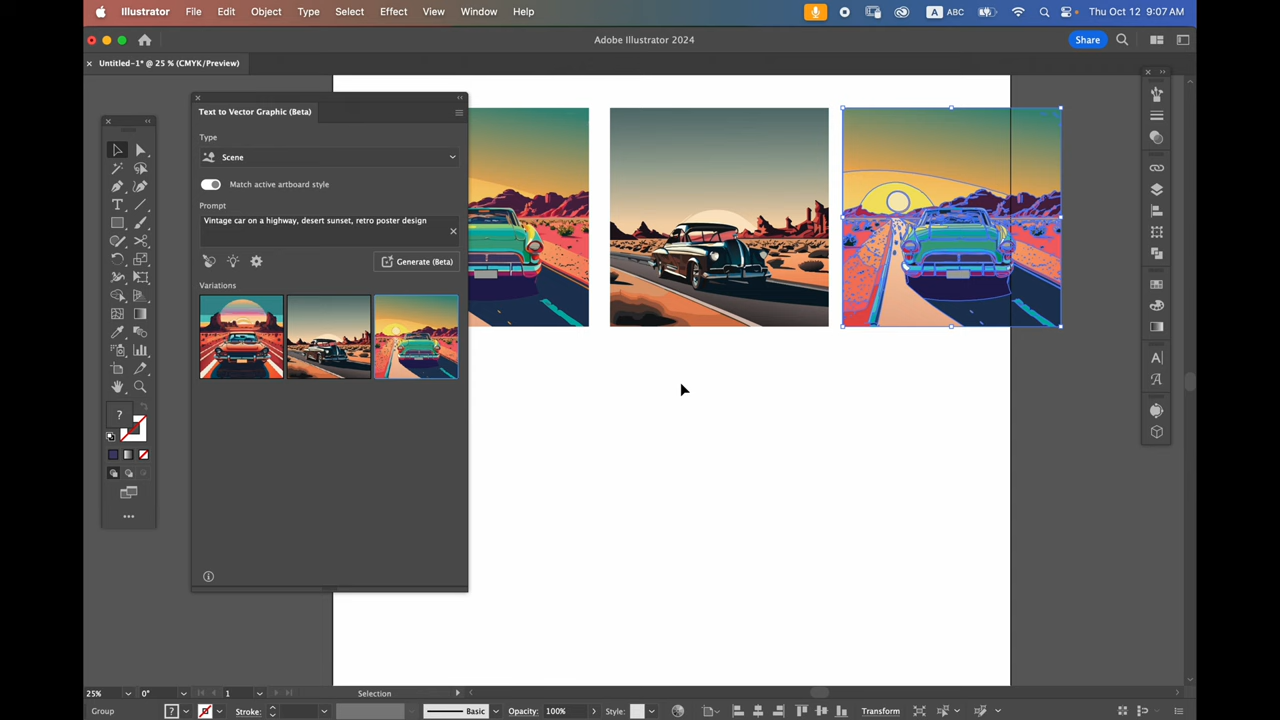 Illustrator File Edit Object Type Select Effect View Window Help A ABC Thu Oct 12 9:07 AM
Adobe Illustrator 2024
Share
Untitled-1* @ 25 % (CMYK/Preview)
Text to Vector Graphic (Beta)
Type
Scene
Match active artboard style
Prompt
Vintage car on a highway, desert sunset, retro poster design
Generate (Beta)
Variations
?
25% 0° 1 Selection
Group ? Stroke: Basic Opacity: 100% Style: Transform